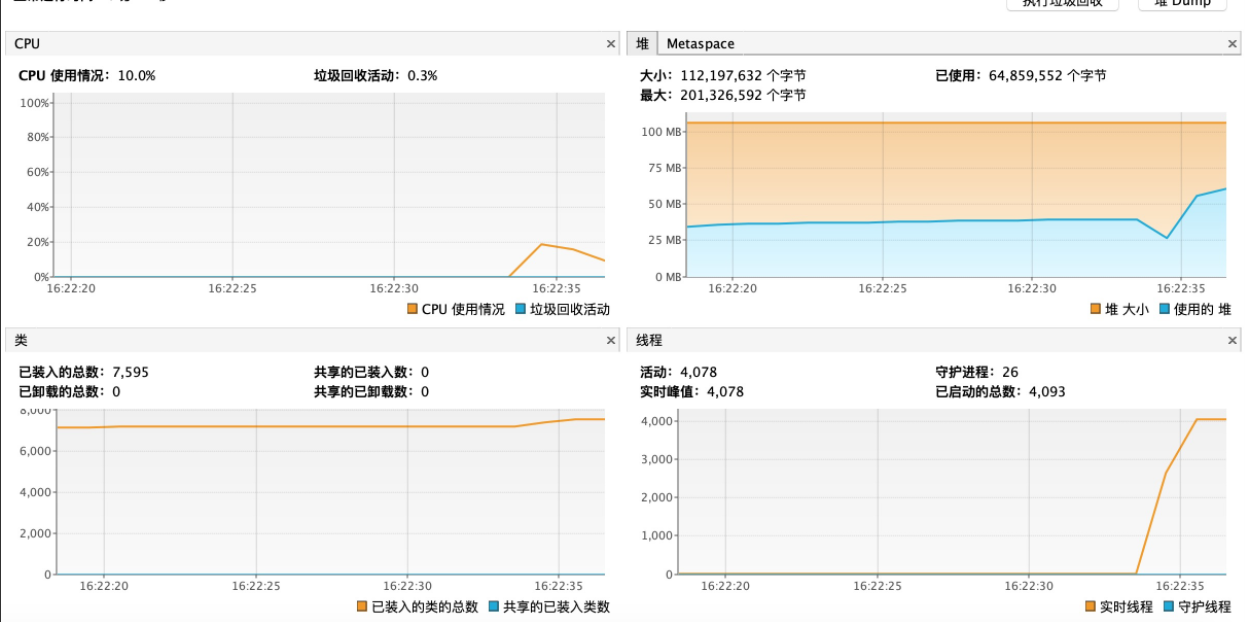 执行垃圾回收
堆 Dump
CPU ×
CPU 使用情况: 10.0%
垃圾回收活动: 0.3%
100%
80%
60%
40%
20%
0%
16:22:20
16:22:25
16:22:30
16:22:35
CPU 使用情况
垃圾回收活动
堆 Metaspace ×
大小: 112,197,632 个字节
已使用: 64,859,552 个字节
最大: 201,326,592 个字节
100 MB
75 MB
50 MB
25 MB
0 MB
16:22:20
16:22:25
16:22:30
16:22:35
堆 大小
使用的 堆
类 ×
已装入的总数: 7,595
共享的已装入数: 0
已卸载的总数: 0
共享的已卸载数: 0
8,000
6,000
4,000
2,000
0
16:22:20
16:22:25
16:22:30
16:22:35
已装入的类的总数
共享的已装入类数
线程 ×
活动: 4,078
守护进程: 26
实时峰值: 4,078
已启动的总数: 4,093
4,000
3,000
2,000
1,000
0
16:22:20
16:22:25
16:22:30
16:22:35
实时线程
守护线程